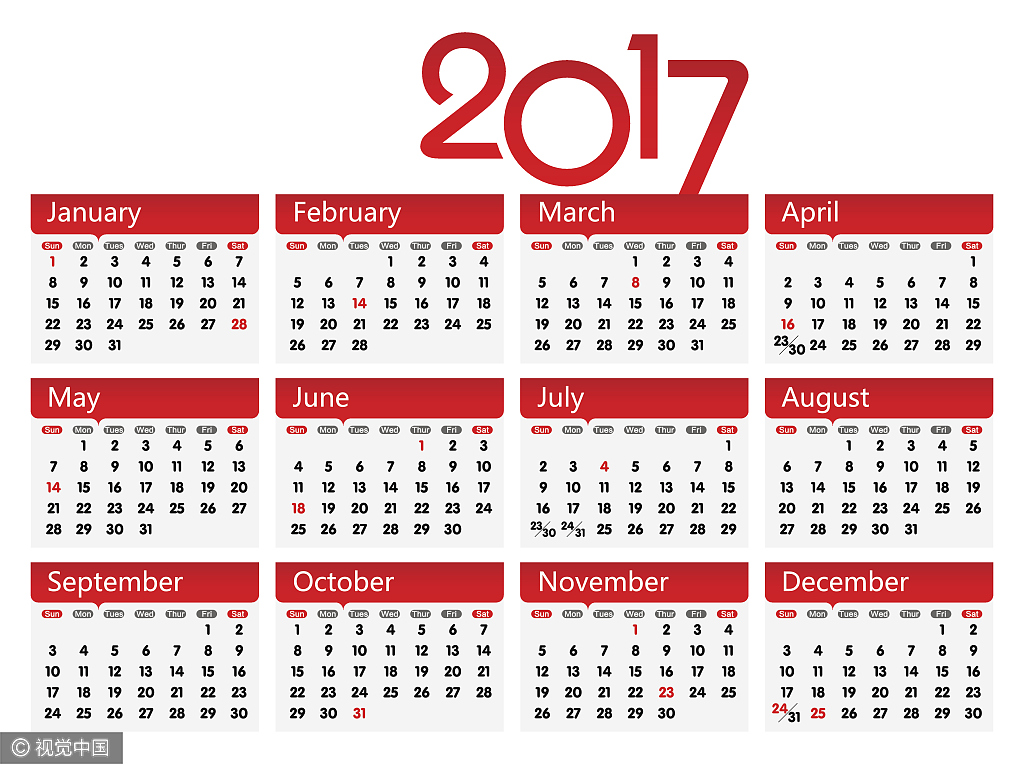 2017
January
Sun Mon Tues Wed Thur Fri Sat
1 2 3 4 5 6 7
8 9 10 11 12 13 14
15 16 17 18 19 20 21
22 23 24 25 26 27 28
29 30 31
February
Sun Mon Tues Wed Thur Fri Sat
1 2 3 4
5 6 7 8 9 10 11
12 13 14 15 16 17 18
19 20 21 22 23 24 25
26 27 28
March
Sun Mon Tues Wed Thur Fri Sat
1 2 3 4
5 6 7 8 9 10 11
12 13 14 15 16 17 18
19 20 21 22 23 24 25
26 27 28 29 30 31
April
Sun Mon Tues Wed Thur Fri Sat
1
2 3 4 5 6 7 8
9 10 11 12 13 14 15
16 17 18 19 20 21 22
23/30 24 25 26 27 28 29
May
Sun Mon Tues Wed Thur Fri Sat
1 2 3 4 5 6
7 8 9 10 11 12 13
14 15 16 17 18 19 20
21 22 23 24 25 26 27
28 29 30 31
June
Sun Mon Tues Wed Thur Fri Sat
1 2 3
4 5 6 7 8 9 10
11 12 13 14 15 16 17
18 19 20 21 22 23 24
25 26 27 28 29 30
July
Sun Mon Tues Wed Thur Fri Sat
1
2 3 4 5 6 7 8
9 10 11 12 13 14 15
16 17 18 19 20 21 22
23/30 24/31 25 26 27 28 29
August
Sun Mon Tues Wed Thur Fri Sat
1 2 3 4 5
6 7 8 9 10 11 12
13 14 15 16 17 18 19
20 21 22 23 24 25 26
27 28 29 30 31
September
Sun Mon Tues Wed Thur Fri Sat
1 2
3 4 5 6 7 8 9
10 11 12 13 14 15 16
17 18 19 20 21 22 23
24 25 26 27 28 29 30
October
Sun Mon Tues Wed Thur Fri Sat
1 2 3 4 5 6 7
8 9 10 11 12 13 14
15 16 17 18 19 20 21
22 23 24 25 26 27 28
29 30 31
November
Sun Mon Tues Wed Thur Fri Sat
1 2 3 4
5 6 7 8 9 10 11
12 13 14 15 16 17 18
19 20 21 22 23 24 25
26 27 28 29 30
December
Sun Mon Tues Wed Thur Fri Sat
1 2
3 4 5 6 7 8 9
10 11 12 13 14 15 16
17 18 19 20 21 22 23
24/31 25 26 27 28 29 30
© 视觉中国